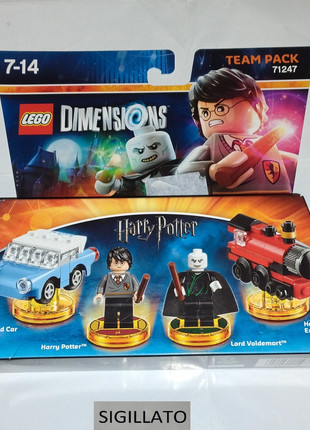 7-14
TEAM PACK
71247
LEGO DIMENSIONS
Harry Potter
d Car
Harry Potter™
Lord Voldemort™
SIGILLATO